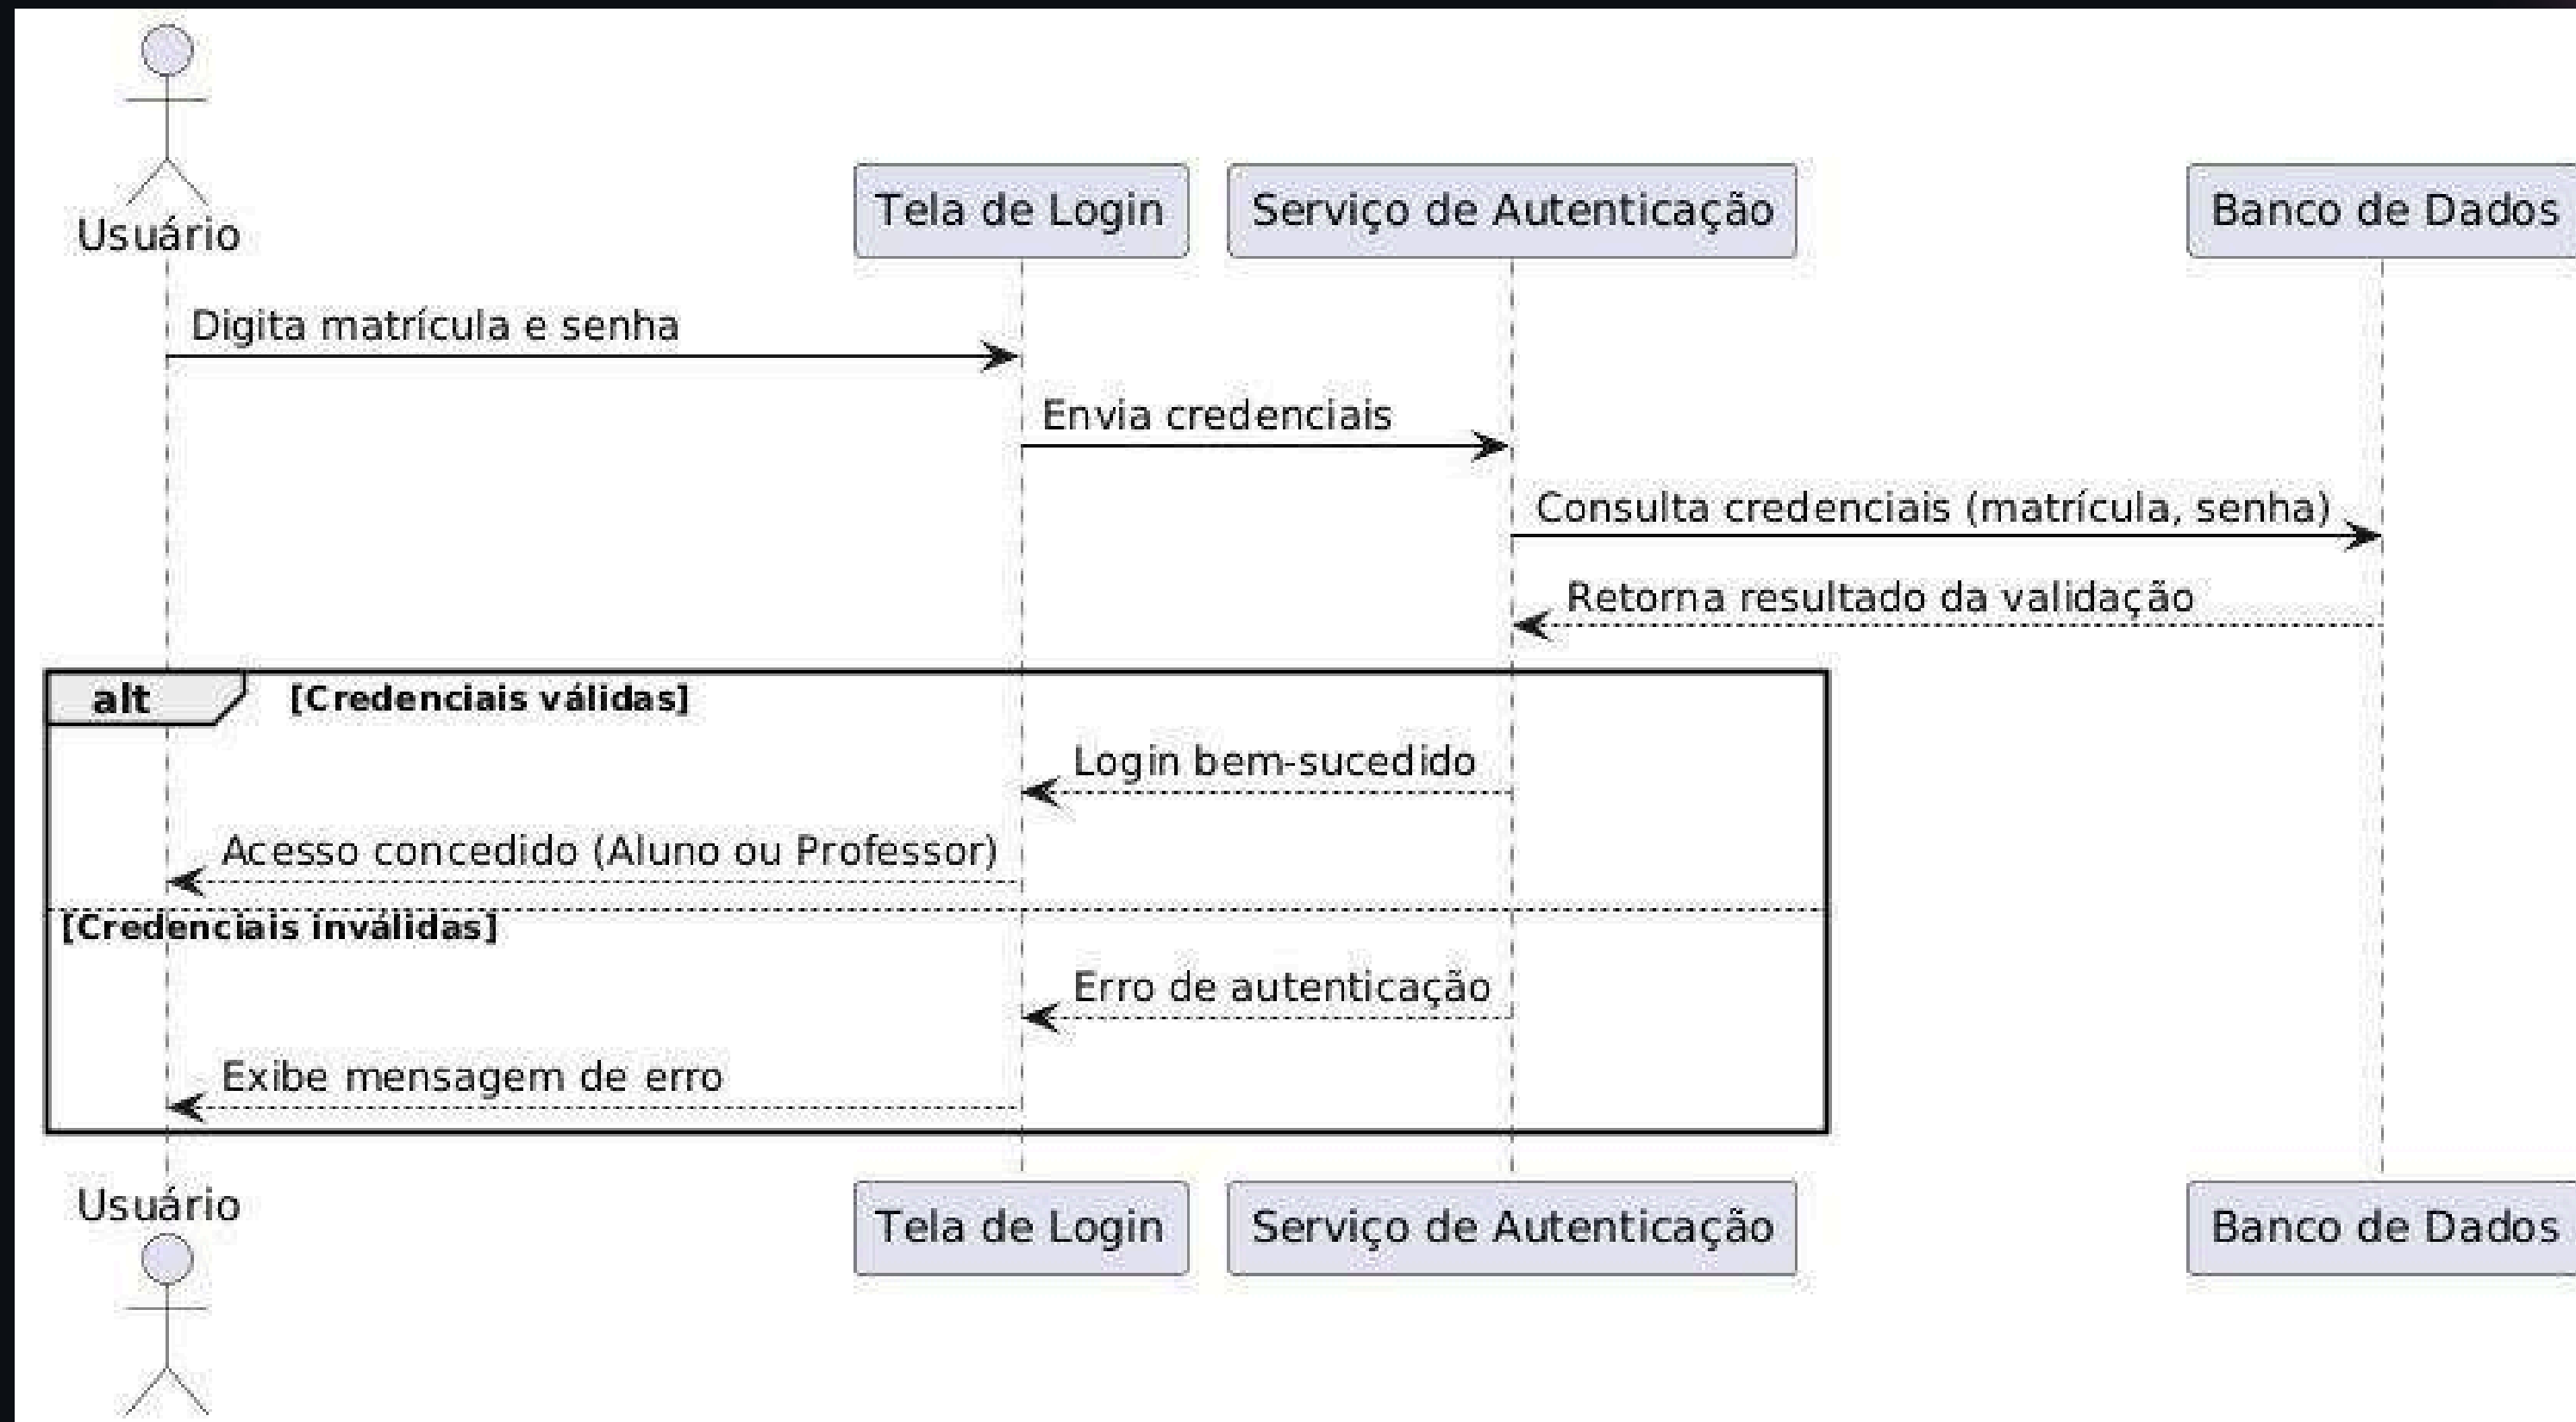 Usuário
Tela de Login
Serviço de Autenticação
Banco de Dados
Digita matrícula e senha
Envia credenciais
Consulta credenciais (matrícula, senha)
Retorna resultado da validação
alt
[Credenciais válidas]
Login bem-sucedido
Acesso concedido (Aluno ou Professor)
[Credenciais inválidas]
Erro de autenticação
Exibe mensagem de erro
Usuário
Tela de Login
Serviço de Autenticação
Banco de Dados